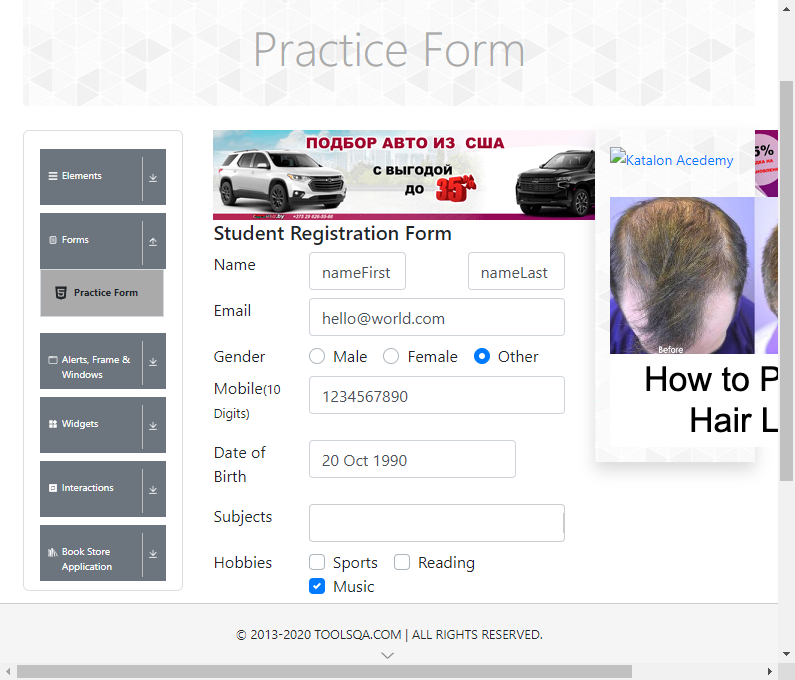 Practice Form
Elements
Forms
Practice Form
Alerts, Frame &
Windows
Widgets
Interactions
Book Store
Application
ПОДБОР АВТО ИЗ США
С ВЫГОДОЙ
ДО 35%
Student Registration Form
Name nameFirst nameLast
Email hello@world.com
Gender Male Female Other
Mobile(10
Digits) 1234567890
Date of
Birth 20 Oct 1990
Subjects
Hobbies Sports Reading
Music
Katalon Acedemy
5%
Before
How to P
Hair L
© 2013-2020 TOOLSQA.COM | ALL RIGHTS RESERVED.